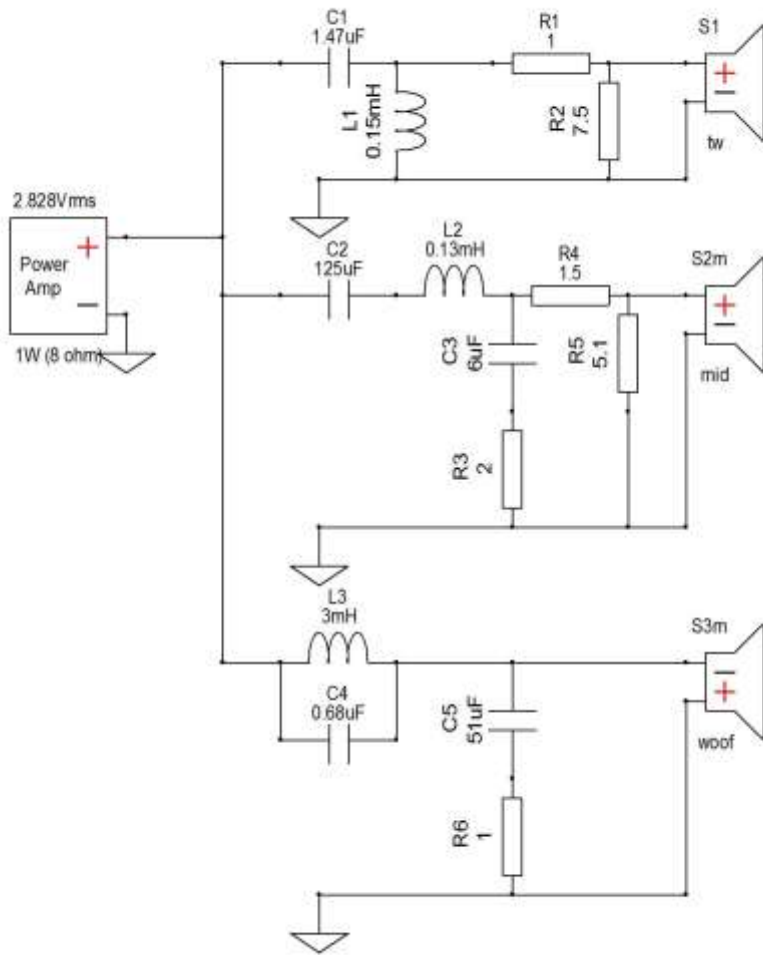 C1
1.47uF
R1
1
S1
+
−
tw
L1
0.15mH
R2
7.5
2.828Vrms
+
Power
Amp
−
1W (8 ohm)
C2
125uF
L2
0.13mH
R4
1.5
S2m
+
−
mid
C3
6uF
R5
5.1
R3
2
L3
3mH
C4
0.68uF
S3m
−
+
woof
C5
51uF
R6
1